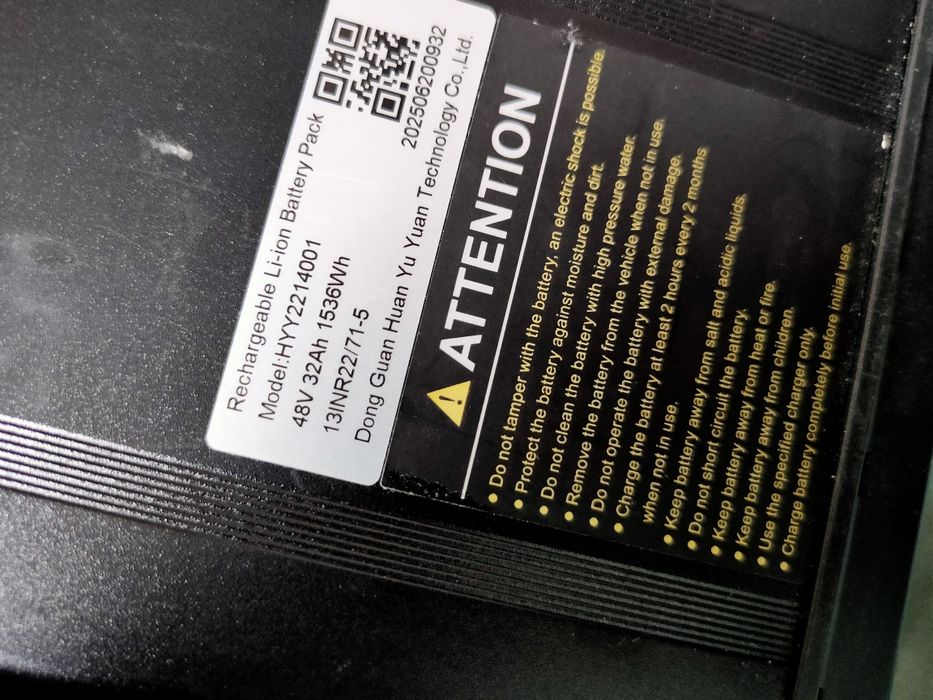 Rechargeable Li-ion Battery Pack
Model:HYY2214001
48V 32Ah 1536Wh
13INR22/71-5
202506200932
Dong Guan Huan Yu Yuan Technology Co.,Ltd.
ATTENTION
• Do not tamper with the battery, an electric shock is possible.
• Protect the battery against moisture and dirt.
• Do not clean the battery with high pressure water.
• Remove the battery from the vehicle when not in use.
• Do not operate the battery with external damage.
• Charge the battery at least 2 hours every 2 months
when not in use.
• Keep battery away from salt and acidic liquids.
• Do not short circuit the battery.
• Keep battery away from heat or fire.
• Keep battery away from children.
• Use the specified charger only.
• Charge battery completely before initial use.